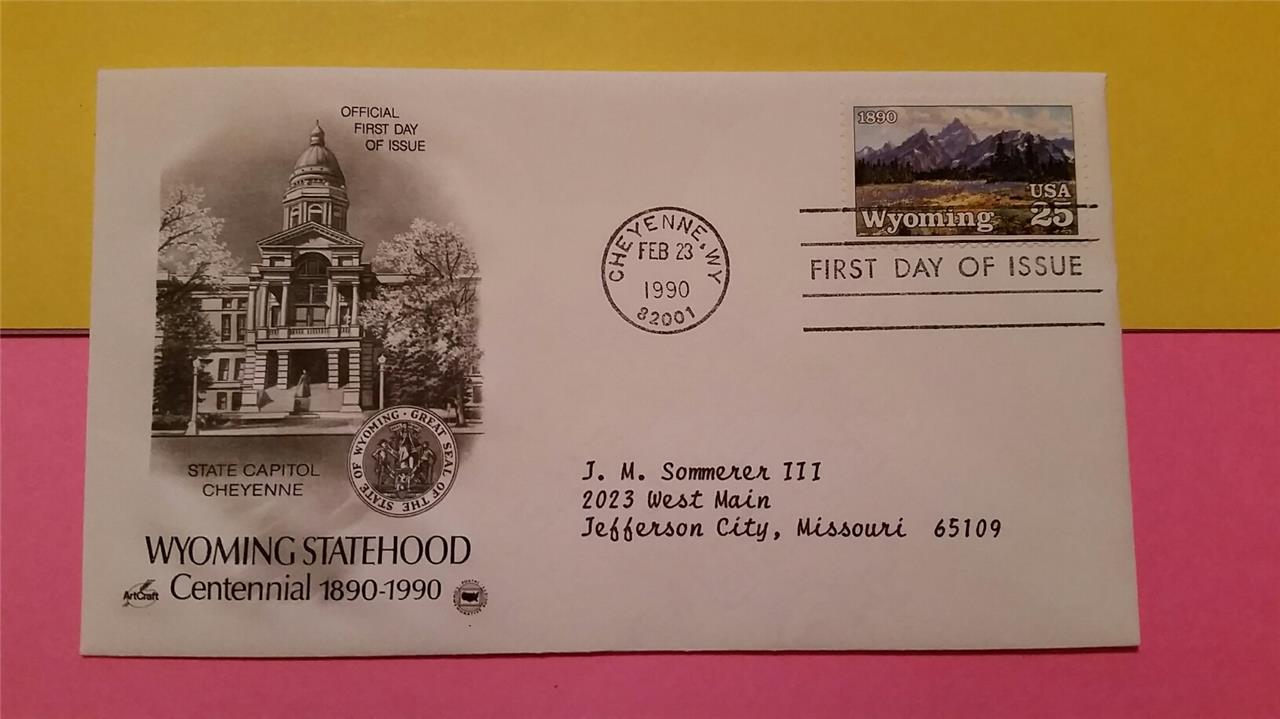 OFFICIAL
FIRST DAY
OF ISSUE
1890
USA
25
Wyoming
CHEYENNE, WY
FEB 23
1990
82001
FIRST DAY OF ISSUE
STATE CAPITOL
CHEYENNE
GREAT SEAL OF THE STATE OF WYOMING
J. M. Sommerer III
2023 West Main
Jefferson City, Missouri 65109
WYOMING STATEHOOD
Centennial 1890-1990
ArtCraft